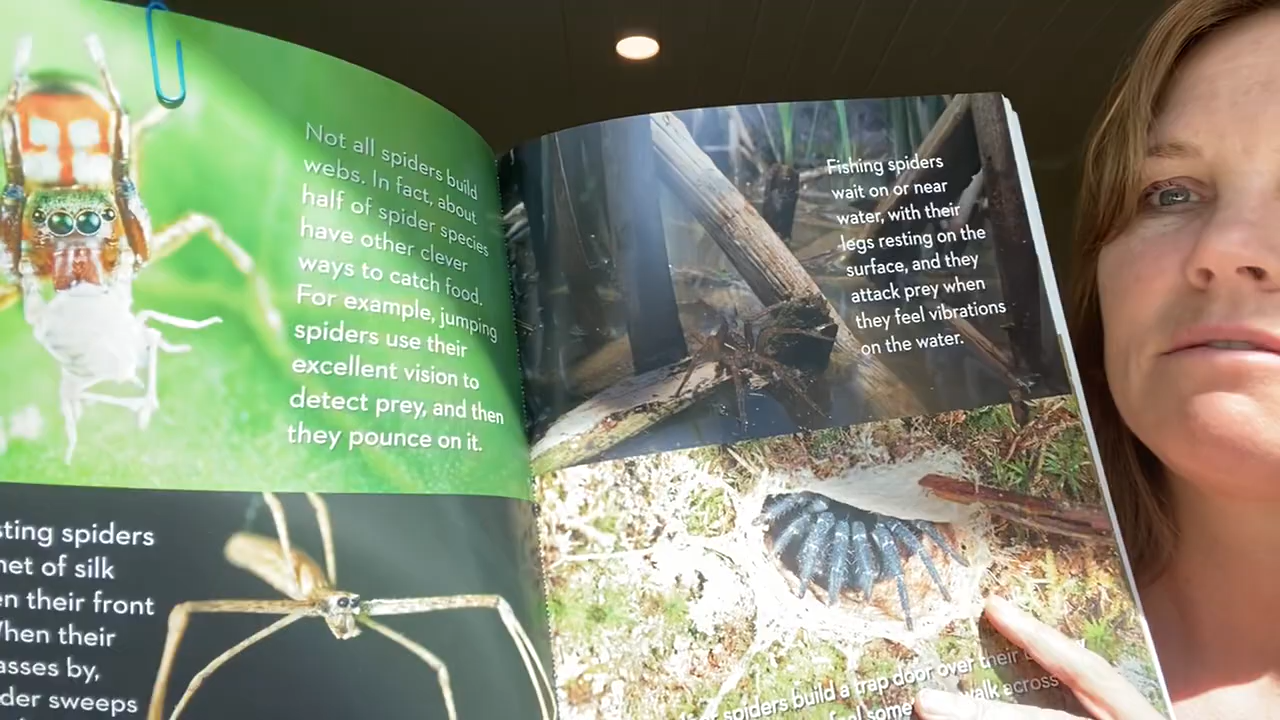 Not all spiders build
webs. In fact, about
half of spider species
have other clever
ways to catch food.
For example, jumping
spiders use their
excellent vision to
detect prey, and then
they pounce on it.
sting spiders
net of silk
en their front
When their
asses by,
der sweeps
Fishing spiders
wait on or near
water, with their
legs resting on the
surface, and they
attack prey when
they feel vibrations
on the water.
spiders build a trap door over their
feel some walk across